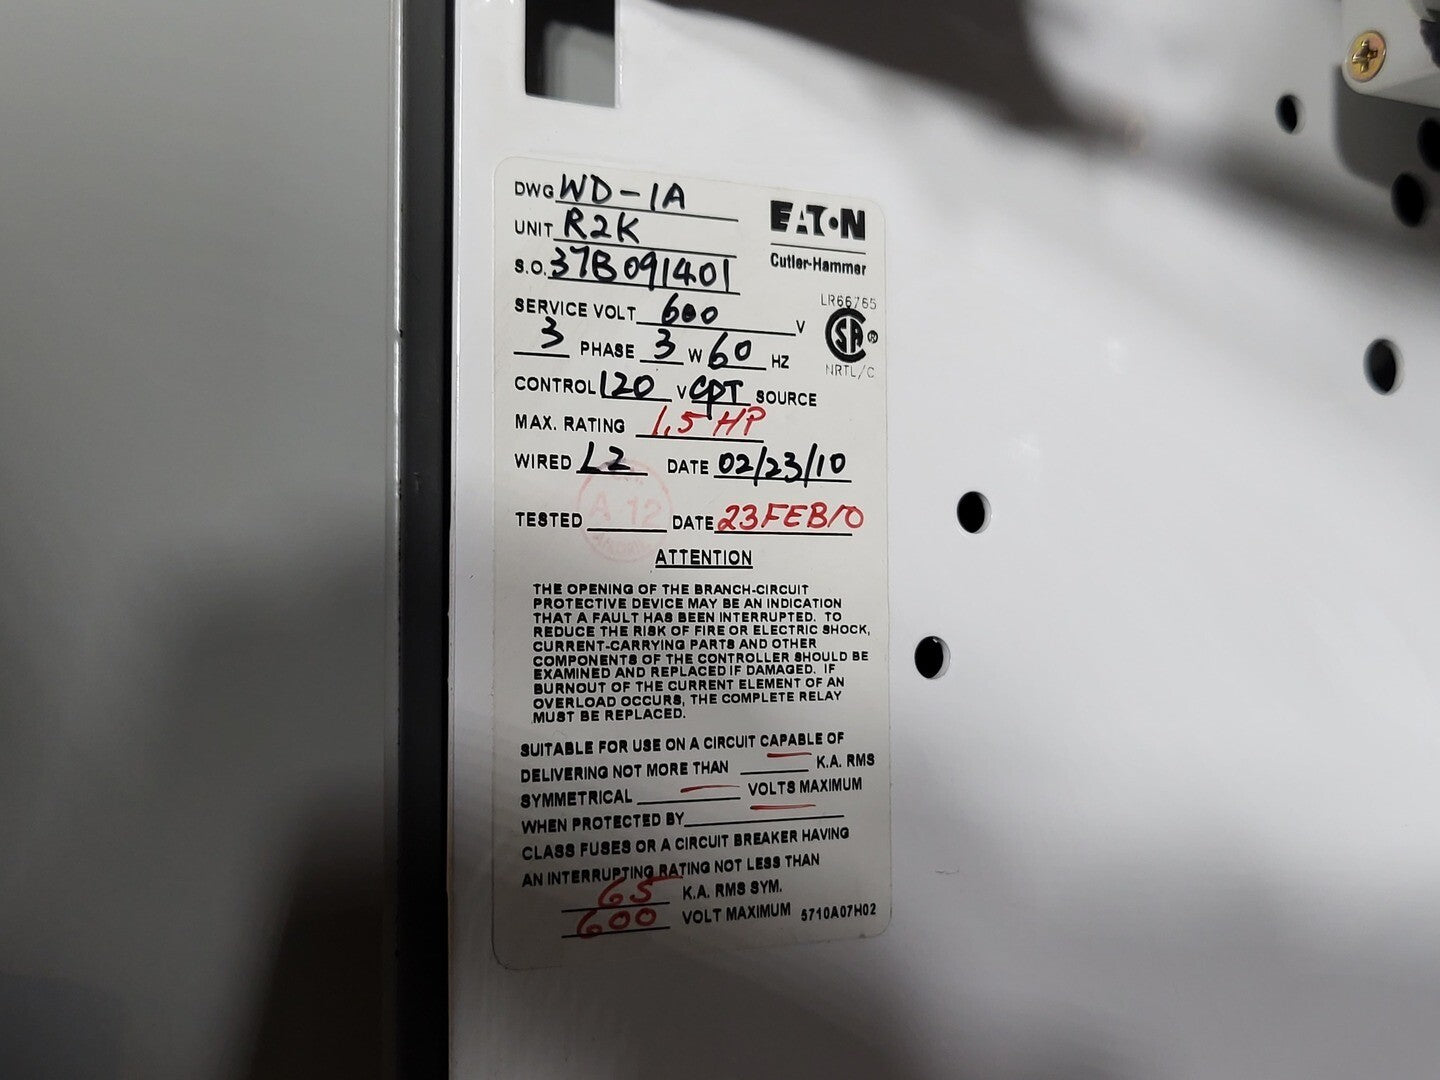 DWG WD-1A
EATON
UNIT R2K
Cutler-Hammer
S.O. 37B091401
LR66765
SERVICE VOLT 600 V
SA ®
3 PHASE 3 W 60 HZ
NRTL/C
CONTROL 120 V CPT SOURCE
MAX. RATING 1.5 HP
WIRED LZ DATE 02/23/10
A-12
TESTED DATE 23FEB10
ATTENTION
THE OPENING OF THE BRANCH-CIRCUIT
PROTECTIVE DEVICE MAY BE AN INDICATION
THAT A FAULT HAS BEEN INTERRUPTED. TO
REDUCE THE RISK OF FIRE OR ELECTRIC SHOCK,
CURRENT-CARRYING PARTS AND OTHER
COMPONENTS OF THE CONTROLLER SHOULD BE
EXAMINED AND REPLACED IF DAMAGED. IF
BURNOUT OF THE CURRENT ELEMENT OF AN
OVERLOAD OCCURS, THE COMPLETE RELAY
MUST BE REPLACED.
SUITABLE FOR USE ON A CIRCUIT CAPABLE OF
DELIVERING NOT MORE THAN K.A. RMS
SYMMETRICAL VOLTS MAXIMUM
WHEN PROTECTED BY
CLASS FUSES OR A CIRCUIT BREAKER HAVING
AN INTERRUPTING RATING NOT LESS THAN
65 K.A. RMS SYM.
600 VOLT MAXIMUM 5710A07H02